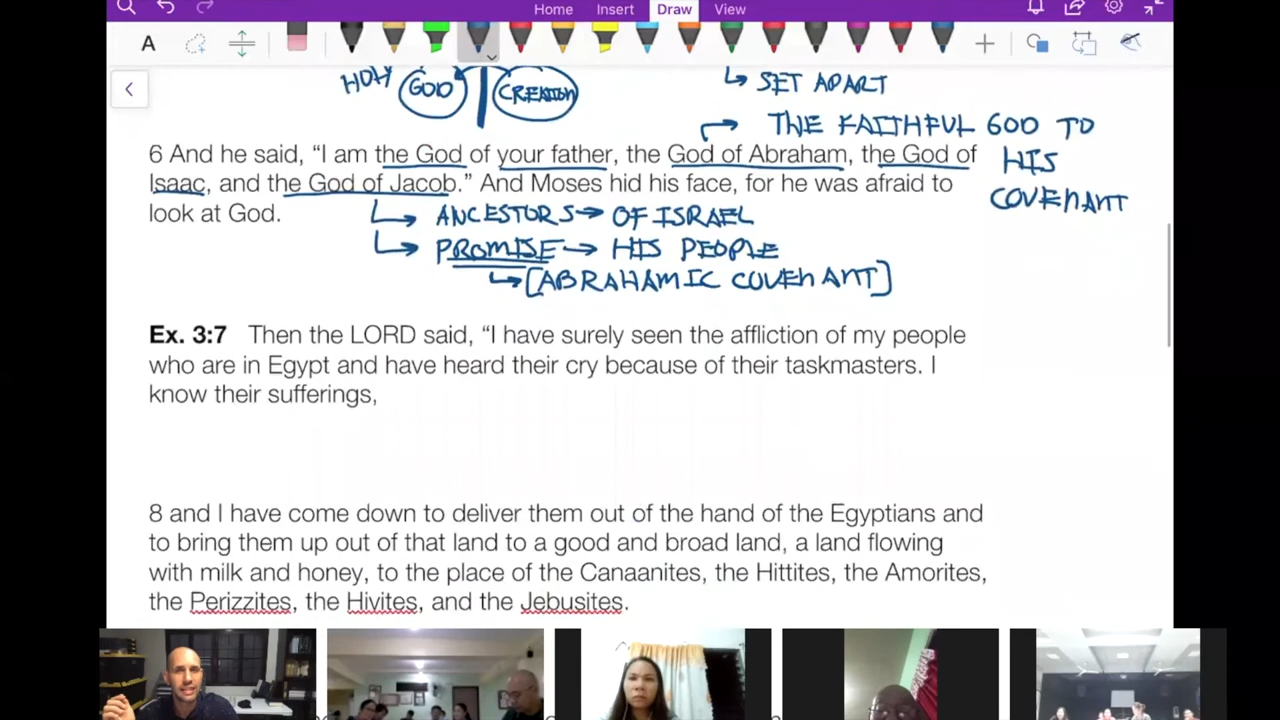 Home Insert Draw View
A
HOLY GOD CREATION
↳ SET APART
→ THE FAITHFUL GOD TO
HIS
COVENANT
6 And he said, “I am the God of your father, the God of Abraham, the God of
Isaac, and the God of Jacob.” And Moses hid his face, for he was afraid to
look at God.
↳ ANCESTORS → OF ISRAEL
↳ PROMISE → HIS PEOPLE
↳ [ABRAHAMIC COVENANT]
Ex. 3:7 Then the LORD said, “I have surely seen the affliction of my people
who are in Egypt and have heard their cry because of their taskmasters. I
know their sufferings,
8 and I have come down to deliver them out of the hand of the Egyptians and
to bring them up out of that land to a good and broad land, a land flowing
with milk and honey, to the place of the Canaanites, the Hittites, the Amorites,
the Perizzites, the Hivites, and the Jebusites.